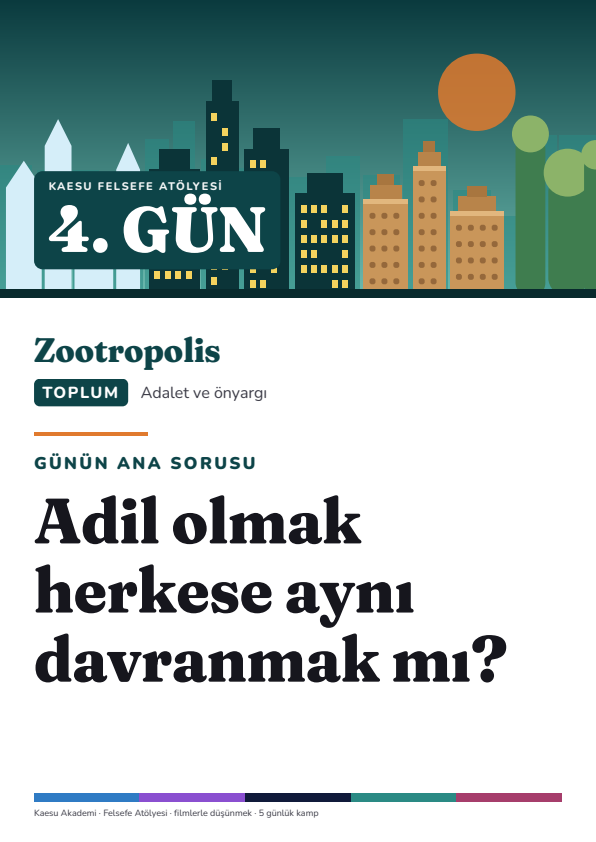 KAESU FELSEFE ATÖLYESİ
4. GÜN
Zootropolis
TOPLUM Adalet ve önyargı
GÜNÜN ANA SORUSU
Adil olmak
herkese aynı
davranmak mı?
Kaesu Akademi · Felsefe Atölyesi · filmlerle düşünmek · 5 günlük kamp